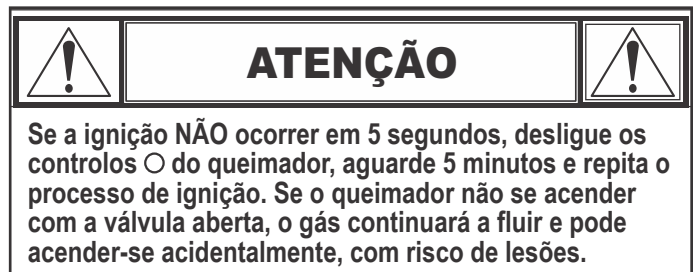 ATENÇÃO
Se a ignição NÃO ocorrer em 5 segundos, desligue os
controlos O do queimador, aguarde 5 minutos e repita o
processo de ignição. Se o queimador não se acender
com a válvula aberta, o gás continuará a fluir e pode
acender-se acidentalmente, com risco de lesões.